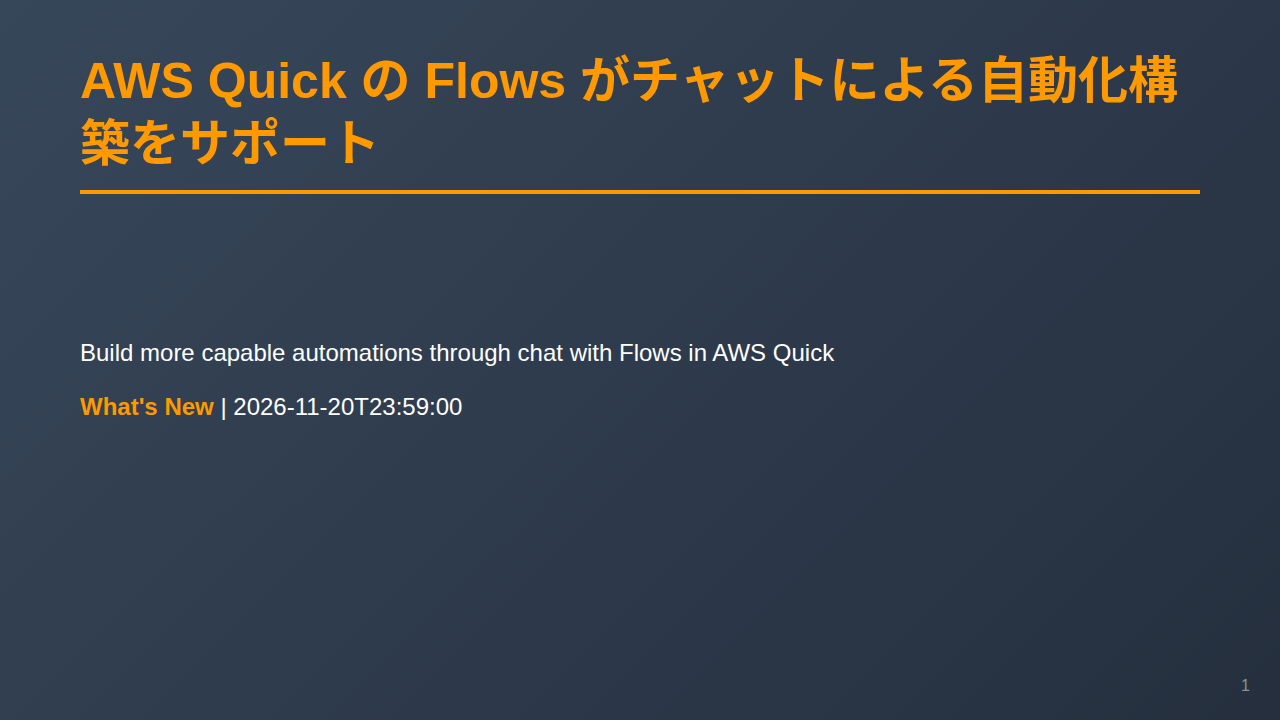 AWS Quick の Flows がチャットによる自動化構
築をサポート
Build more capable automations through chat with Flows in AWS Quick
What's New | 2026-11-20T23:59:00
1